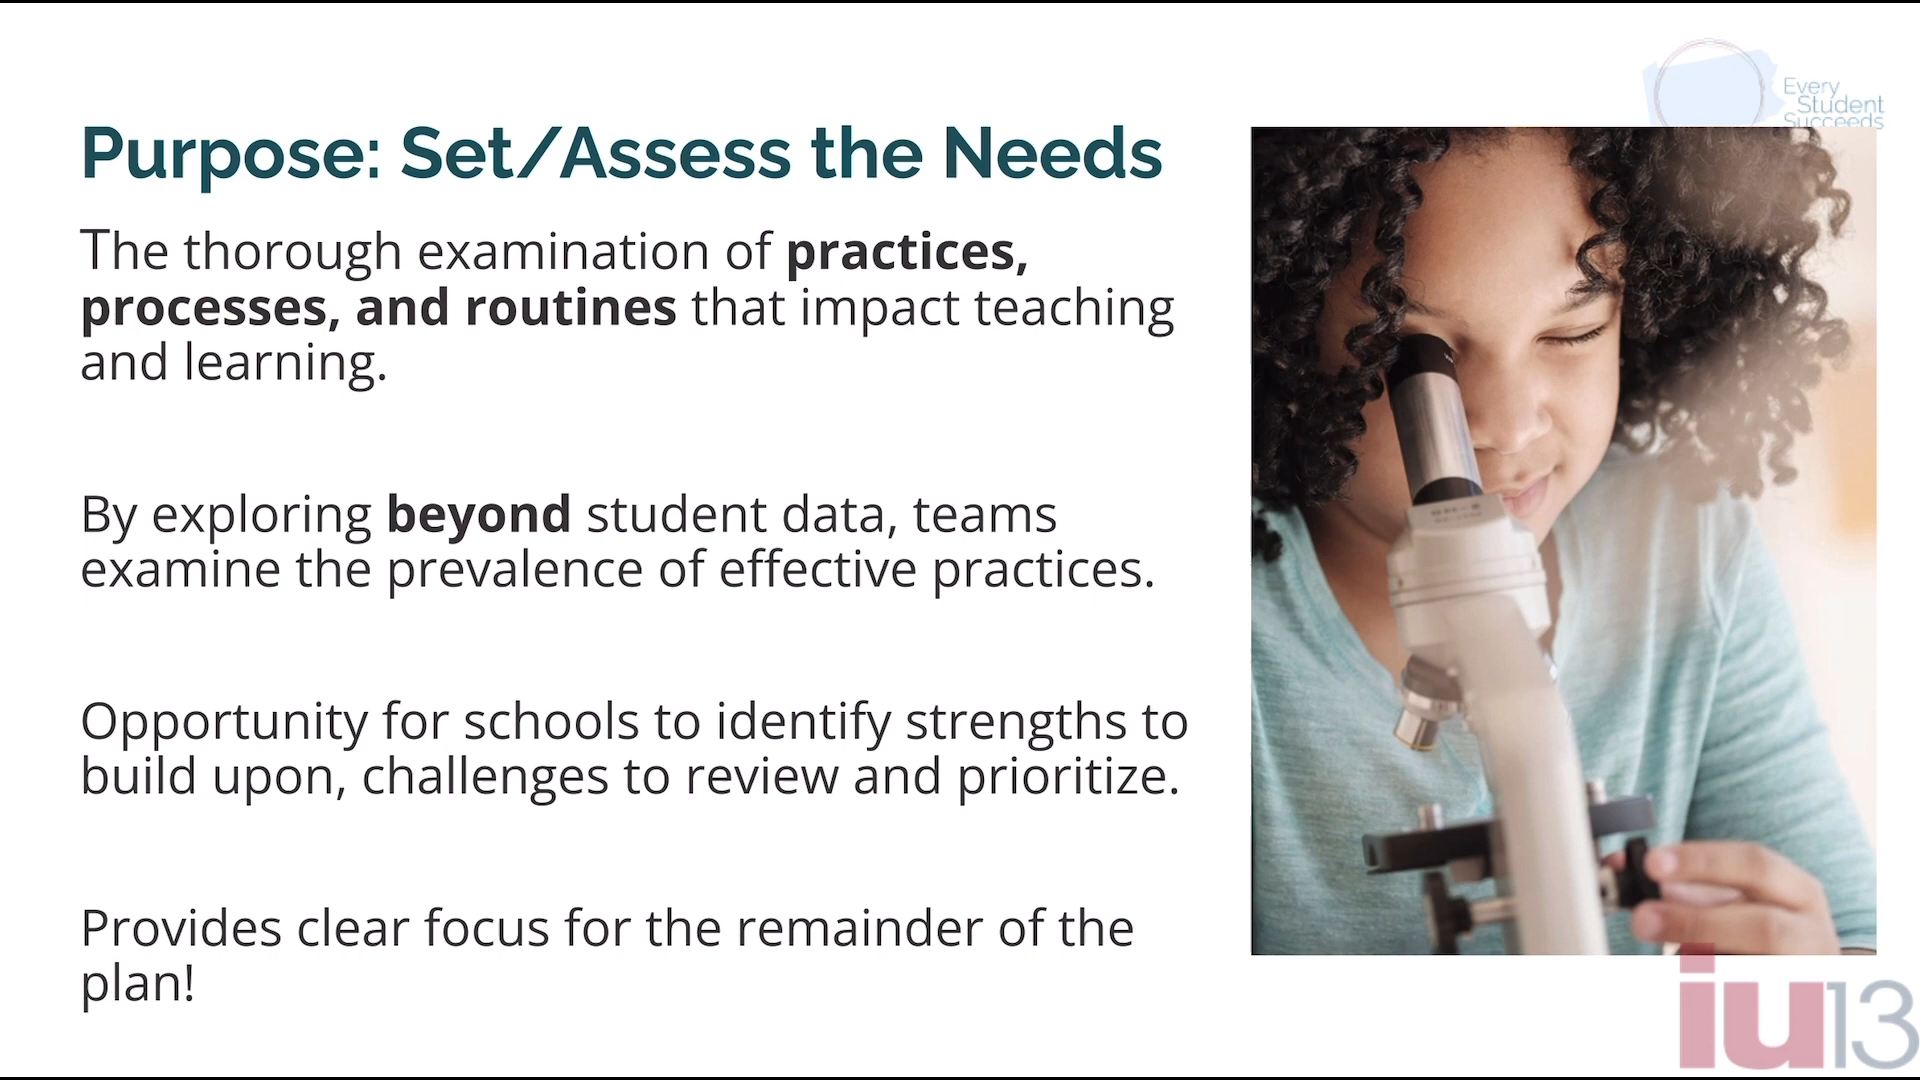 Every
Student
Succeeds
Purpose: Set/Assess the Needs
The thorough examination of practices,
processes, and routines that impact teaching
and learning.
By exploring beyond student data, teams
examine the prevalence of effective practices.
Opportunity for schools to identify strengths to
build upon, challenges to review and prioritize.
Provides clear focus for the remainder of the
plan!
iu13